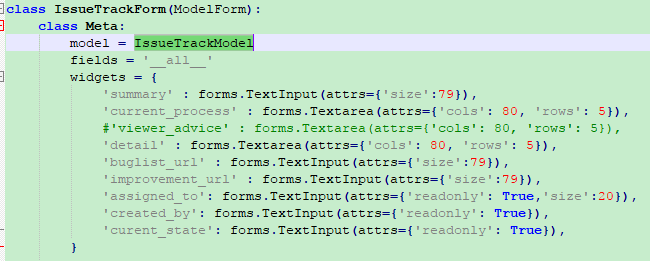 class IssueTrackForm(ModelForm):
    class Meta:
        model = IssueTrackModel
        fields = '__all__'
        widgets = {
            'summary' : forms.TextInput(attrs={'size':79}),
            'current_process' : forms.Textarea(attrs={'cols': 80, 'rows': 5}),
            #'viewer_advice' : forms.Textarea(attrs={'cols': 80, 'rows': 5}),
            'detail' : forms.Textarea(attrs={'cols': 80, 'rows': 5}),
            'buglist_url' : forms.TextInput(attrs={'size':79}),
            'improvement_url' : forms.TextInput(attrs={'size':79}),
            'assigned_to': forms.TextInput(attrs={'readonly': True,'size':20}),
            'created_by': forms.TextInput(attrs={'readonly': True}),
            'curent_state': forms.TextInput(attrs={'readonly': True}),
        }